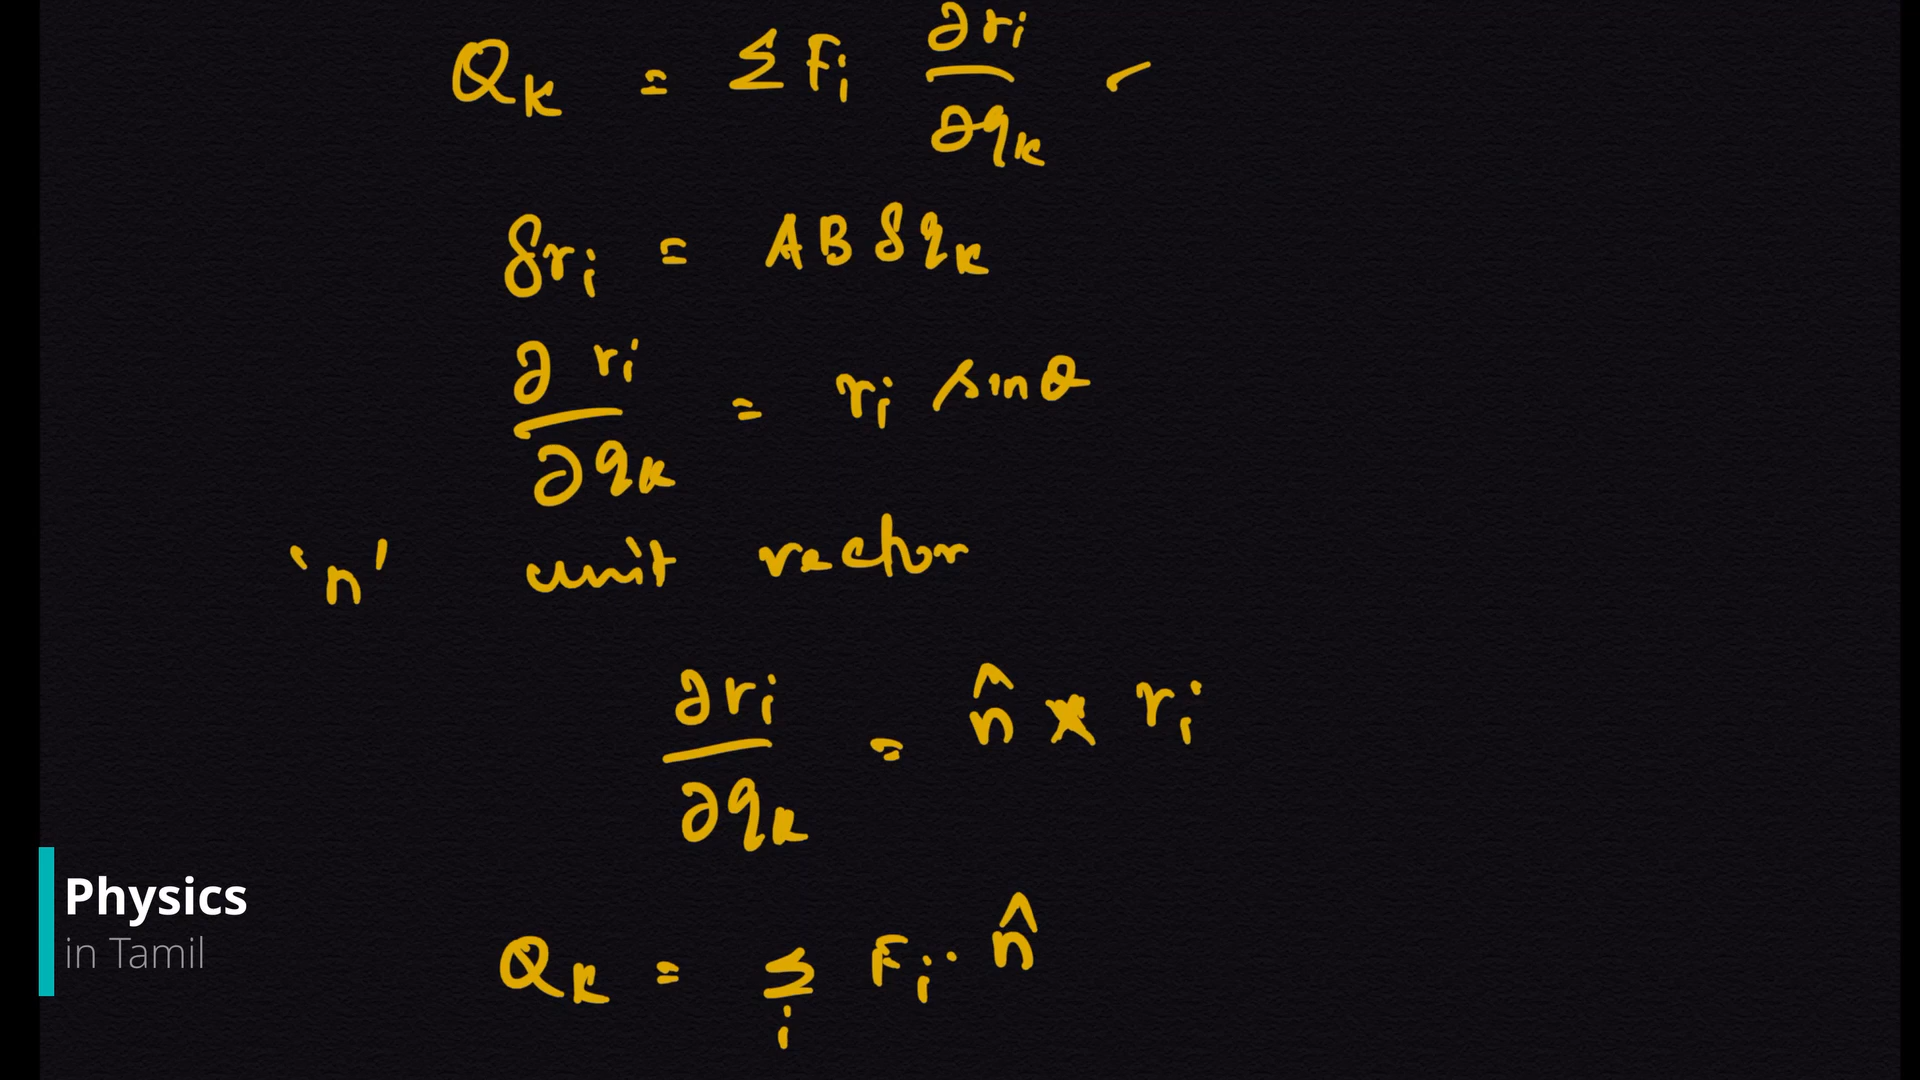 Qk = Σ Fi ∂ri/∂qk
δri = AB δqk
∂ri/∂qk = ri sinθ
'n' unit vector
∂ri/∂qk = n̂ × ri
Qk = Σi Fi · n̂
Physics
in Tamil